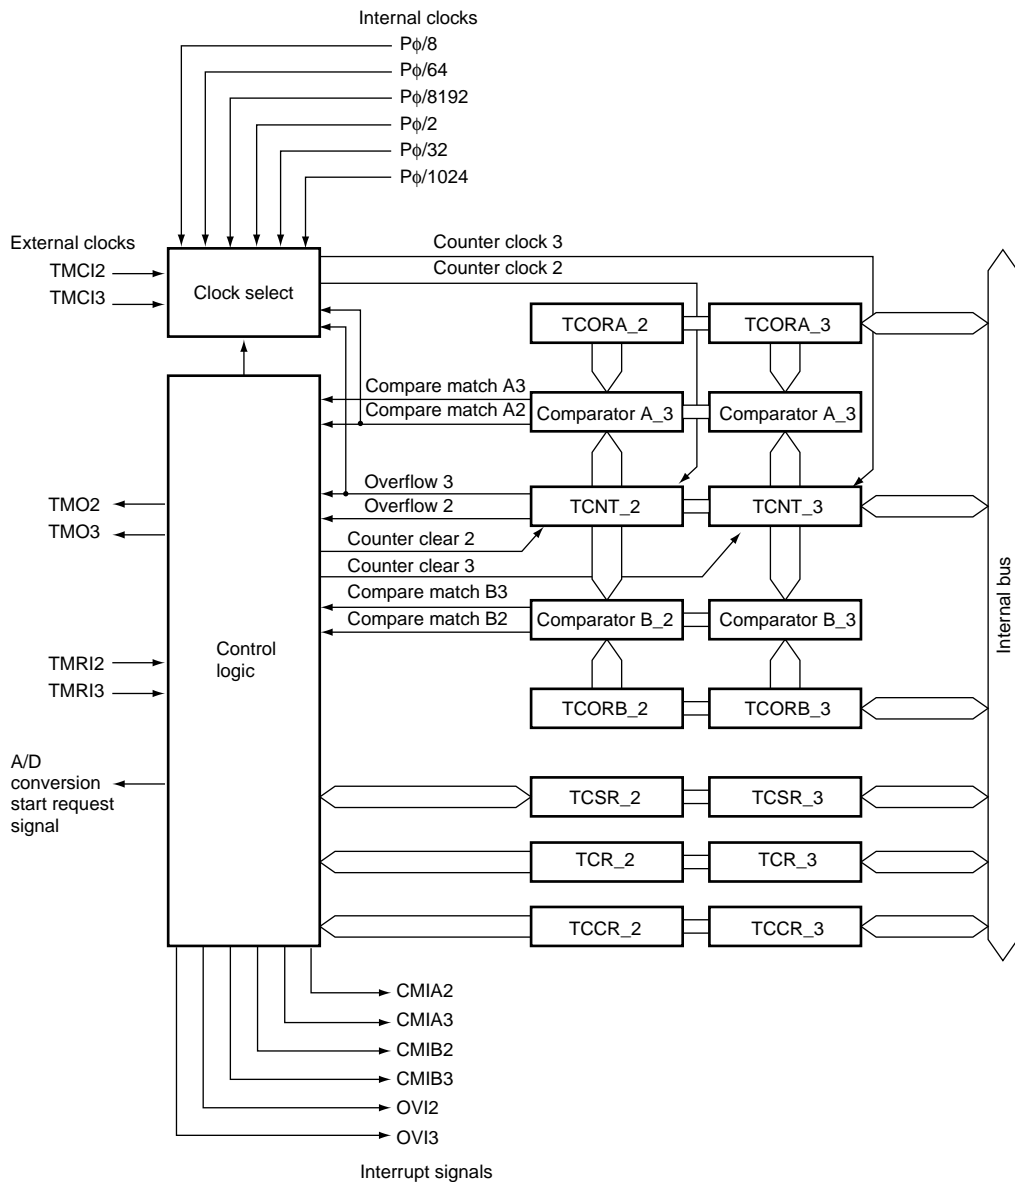 Internal clocks
Pϕ/8
Pϕ/64
Pϕ/8192
Pϕ/2
Pϕ/32
Pϕ/1024
External clocks
TMCI2
TMCI3
Clock select
Counter clock 3
Counter clock 2
TCORA_2
TCORA_3
Compare match A3
Compare match A2
Comparator A_3
Comparator A_3
Overflow 3
Overflow 2
TCNT_2
TCNT_3
TMO2
TMO3
Counter clear 2
Counter clear 3
Compare match B3
Compare match B2
Comparator B_2
Comparator B_3
Control
logic
Internal bus
TMRI2
TMRI3
TCORB_2
TCORB_3
A/D
conversion
start request
signal
TCSR_2
TCSR_3
TCR_2
TCR_3
TCCR_2
TCCR_3
CMIA2
CMIA3
CMIB2
CMIB3
OVI2
OVI3
Interrupt signals